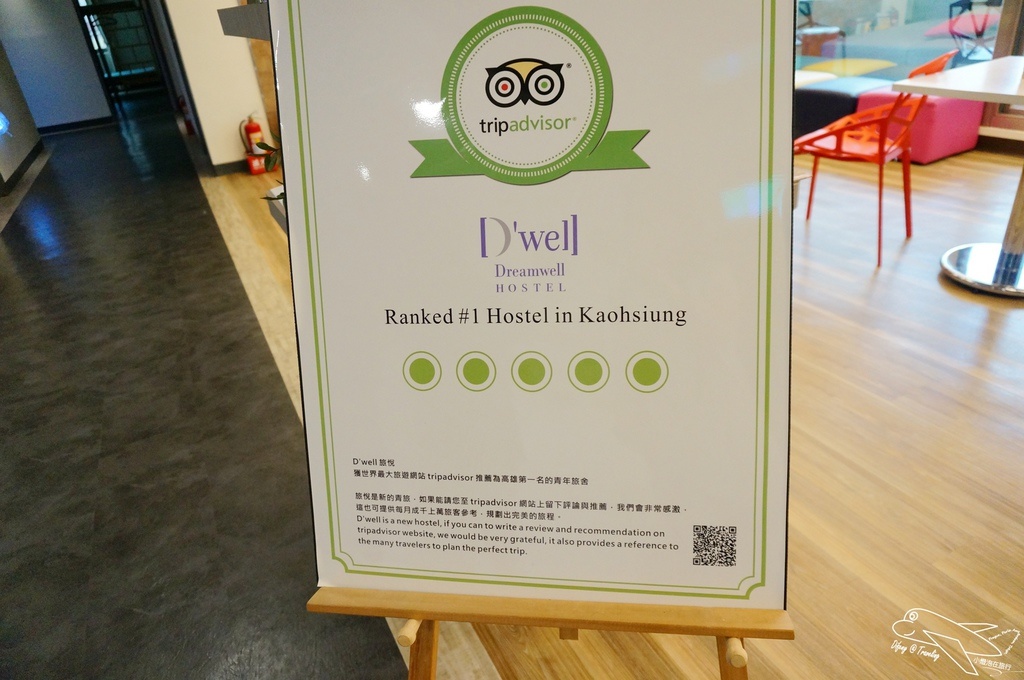 tripadvisor®
[D'well]
Dreamwell
HOSTEL
Ranked #1 Hostel in Kaohsiung
D'well 旅悅
獲世界最大旅遊網站 tripadvisor 推薦為高雄第一名的青年旅舍
旅悅是新的青旅，如果能請您至 tripadvisor 網站上留下評論與推薦，我們會非常感激，
這也可提供每月成千上萬旅客參考，規劃出完美的旅程。
D'well is a new hostel, if you can to write a review and recommendation on
tripadvisor website, we would be very grateful, it also provides a reference to
the many travelers to plan the perfect trip.
小飛鴻在旅行